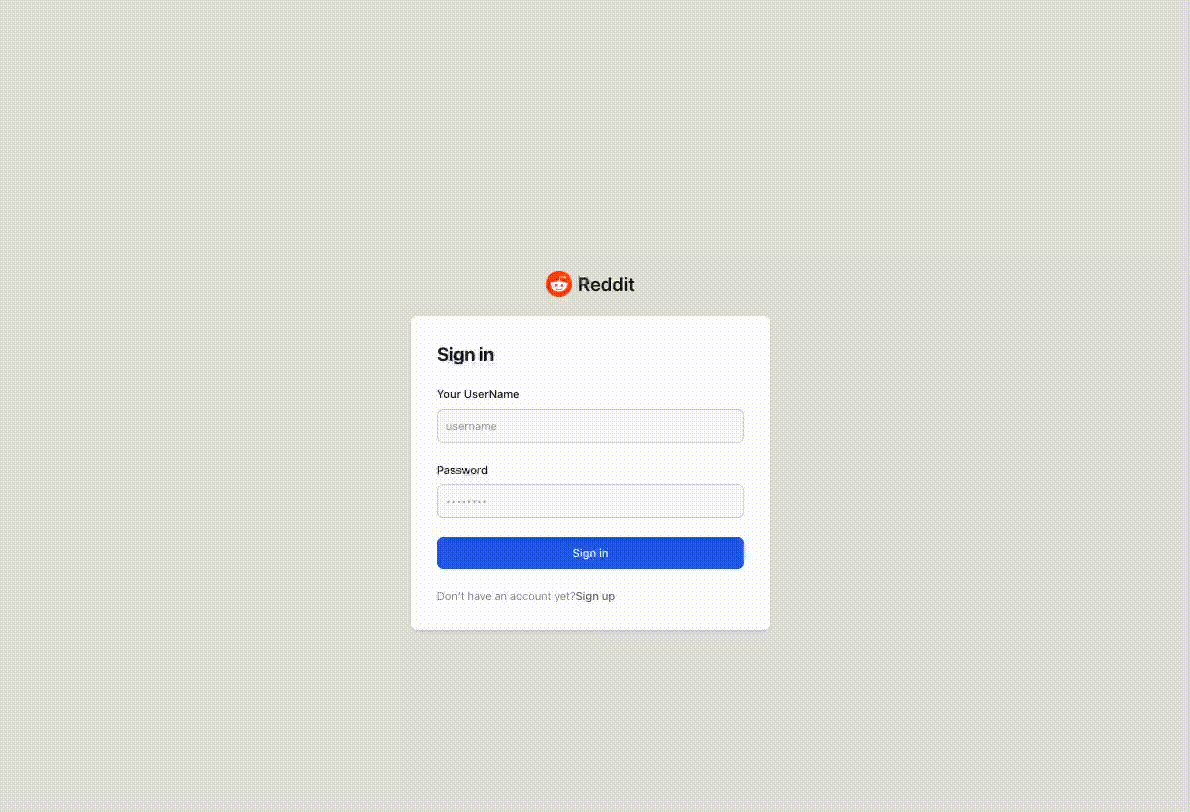 Reddit
Sign in
Your UserName
username
Password
••••••••
Sign in
Don't have an account yet?Sign up